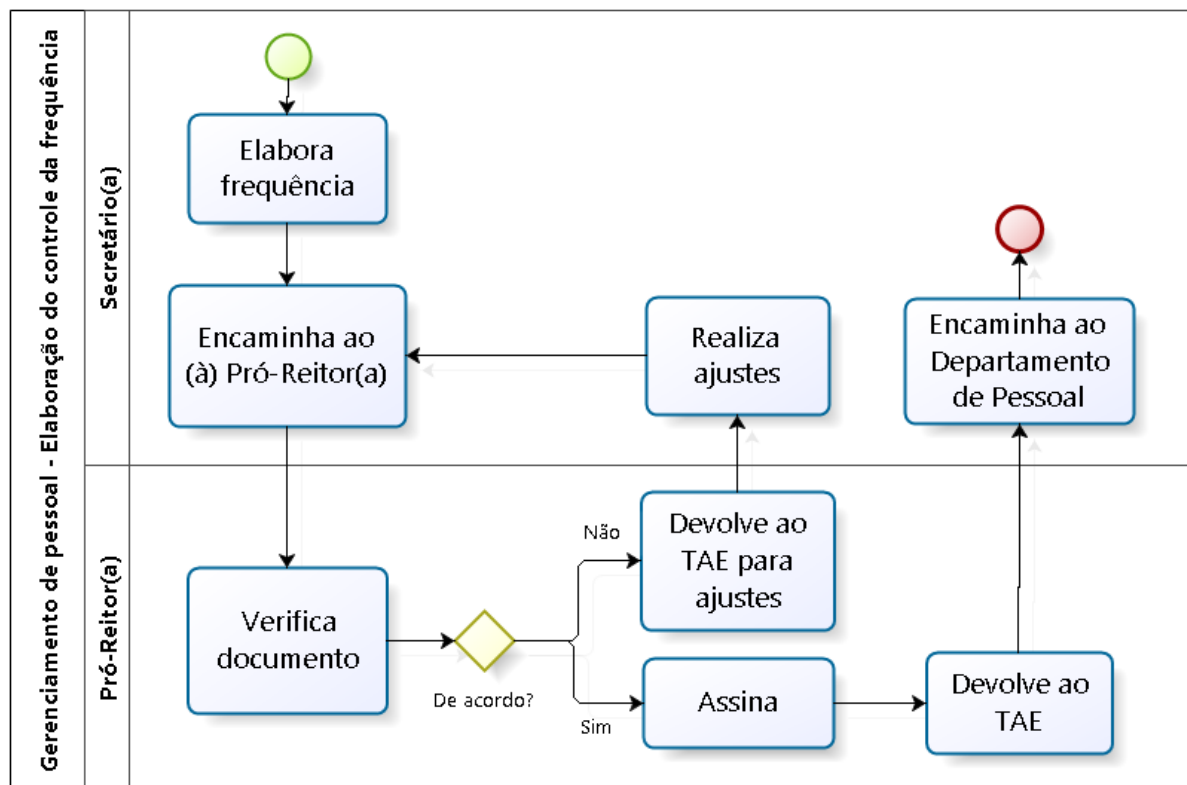 Gerenciamento de pessoal - Elaboração do controle da frequência
Secretário(a)
Elabora
frequência
Encaminha ao
(à) Pró-Reitor(a)
Realiza
ajustes
Encaminha ao
Departamento
de Pessoal
Pró-Reitor(a)
Verifica
documento
De acordo?
Não
Devolve ao
TAE para
ajustes
Sim
Assina
Devolve ao
TAE